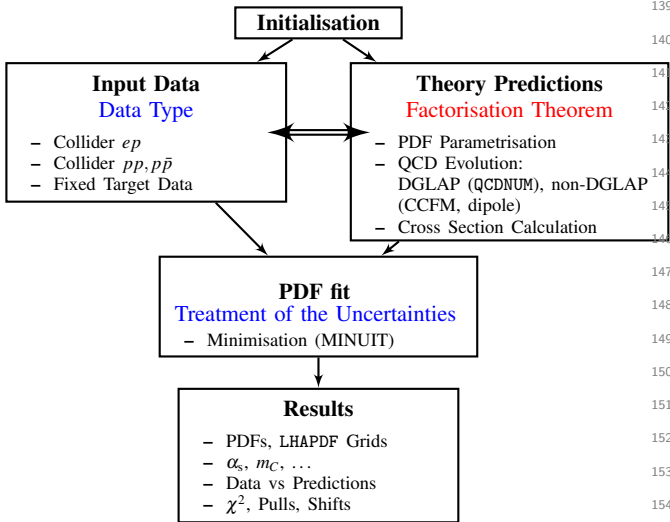 Initialisation
Input Data
Data Type
– Collider ep
– Collider pp, pp̄
– Fixed Target Data
Theory Predictions
Factorisation Theorem
– PDF Parametrisation
– QCD Evolution:
DGLAP (QCDNUM), non-DGLAP
(CCFM, dipole)
– Cross Section Calculation
PDF fit
Treatment of the Uncertainties
– Minimisation (MINUIT)
Results
– PDFs, LHAPDF Grids
– αs, mC, …
– Data vs Predictions
– χ², Pulls, Shifts
139
140
141
142
143
144
145
146
147
148
149
150
151
152
153
154